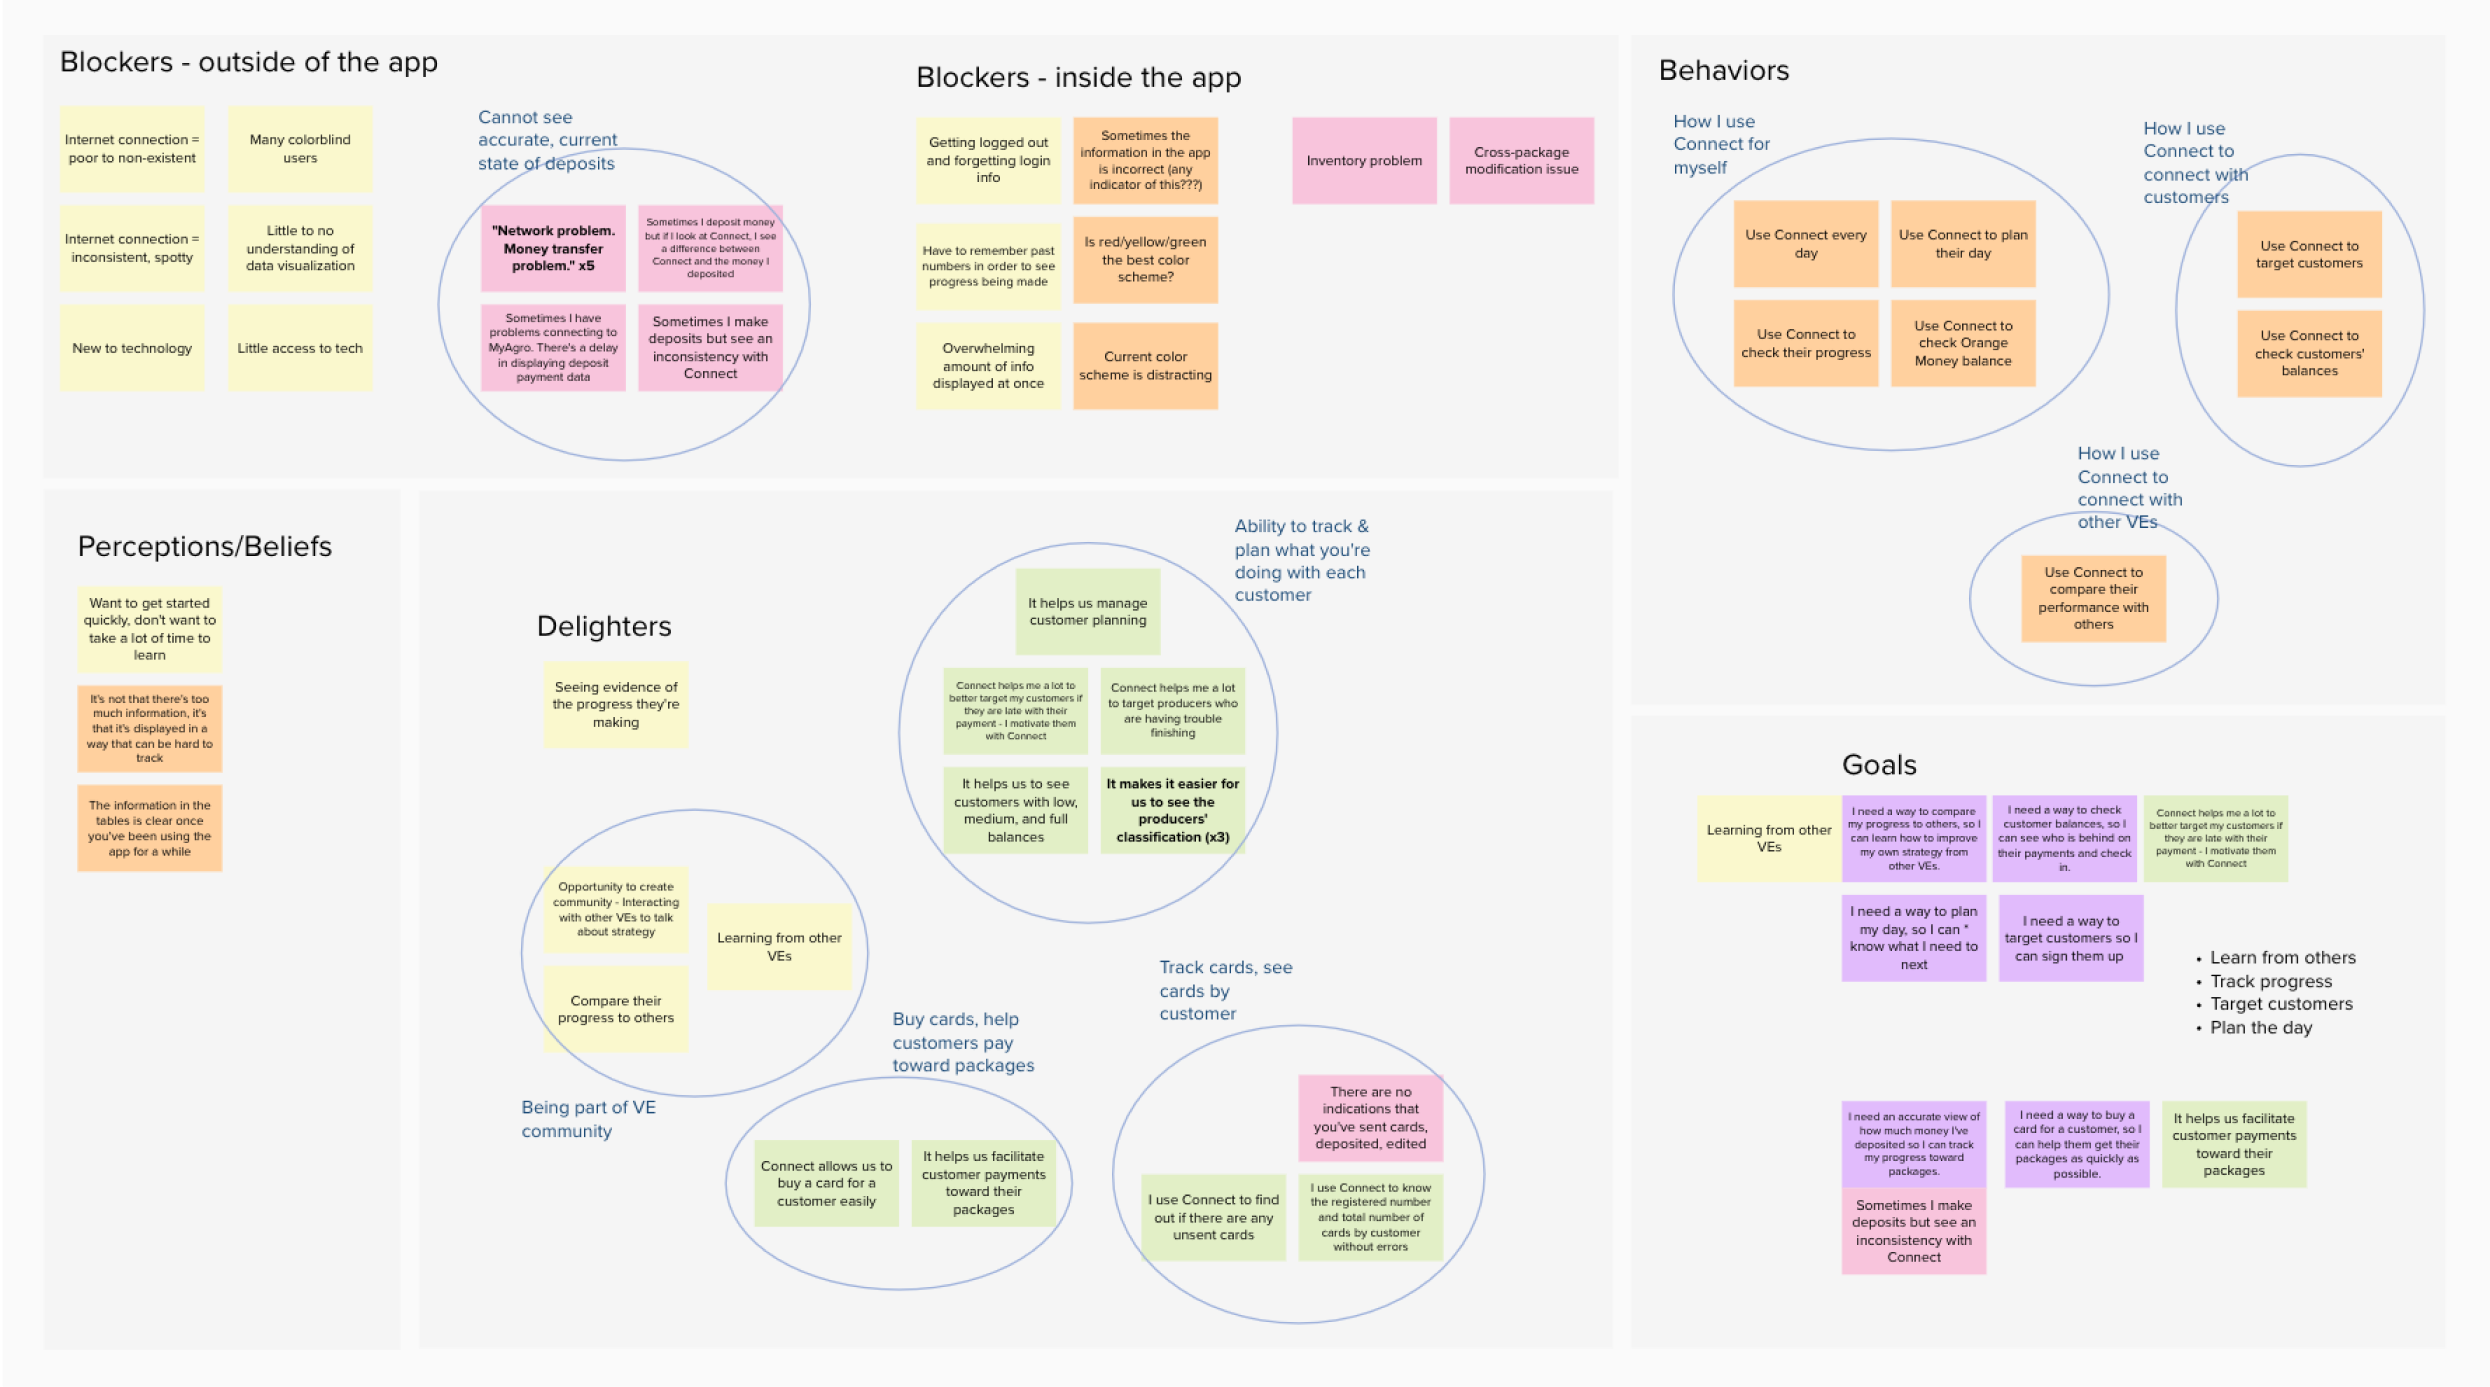 Blockers - outside of the app
Internet connection =
poor to non-existent
Many colorblind
users
Internet connection =
inconsistent, spotty
Little to no
understanding of
data visualization
New to technology
Little access to tech
Cannot see
accurate, current
state of deposits
"Network problem.
Money transfer
problem." x5
Sometimes I deposit money
but if I look at Connect, I see
a difference between
Connect and the money I
deposited
Sometimes I have
problems connecting to
MyAgro. There's a delay
in displaying deposit
payment data
Sometimes I make
deposits but see an
inconsistency with
Connect
Blockers - inside the app
Getting logged out
and forgetting login
info
Sometimes the
information in the app
is incorrect (any
indicator of this???)
Inventory problem
Cross-package
modification issue
Have to remember past
numbers in order to see
progress being made
Is red/yellow/green
the best color
scheme?
Overwhelming
amount of info
displayed at once
Current color
scheme is distracting
Behaviors
How I use
Connect for
myself
Use Connect every
day
Use Connect to plan
their day
Use Connect to
check their progress
Use Connect to
check Orange
Money balance
How I use
Connect to
connect with
customers
Use Connect to
target customers
Use Connect to
check customers'
balances
How I use
Connect to
connect with
other VEs
Use Connect to
compare their
performance with
others
Perceptions/Beliefs
Want to get started
quickly, don't want to
take a lot of time to
learn
It's not that there's too
much information, it's
that it's displayed in a
way that can be hard to
track
The information in the
tables is clear once
you've been using the
app for a while
Delighters
Seeing evidence of
the progress they're
making
Ability to track &
plan what you're
doing with each
customer
It helps us manage
customer planning
Connect helps me a lot to
better target my customers if
they are late with their
payment - I motivate them
with Connect
Connect helps me a lot
to target producers who
are having trouble
finishing
It helps us to see
customers with low,
medium, and full
balances
It makes it easier for
us to see the
producers'
classification (x3)
Opportunity to create
community - Interacting
with other VEs to talk
about strategy
Learning from other
VEs
Compare their
progress to others
Being part of VE
community
Buy cards, help
customers pay
toward packages
Connect allows us to
buy a card for a
customer easily
It helps us facilitate
customer payments
toward their
packages
Track cards, see
cards by
customer
There are no
indications that
you've sent cards,
deposited, edited
I use Connect to find
out if there are any
unsent cards
I use Connect to know
the registered number
and total number of
cards by customer
without errors
Goals
Learning from other
VEs
I need a way to compare
my progress to others, so I
can learn how to improve
my own strategy from
other VEs.
I need a way to check
customer balances, so I
can see who is behind on
their payments and check
in.
Connect helps me a lot to
better target my customers if
they are late with their
payment - I motivate them
with Connect
I need a way to plan
my day, so I can *
know what I need to
next
I need a way to
target customers so I
can sign them up
• Learn from others
• Track progress
• Target customers
• Plan the day
I need an accurate view of
how much money I've
deposited so I can track
my progress toward
packages.
I need a way to buy a
card for a customer, so I
can help them get their
packages as quickly as
possible.
It helps us facilitate
customer payments
toward their
packages
Sometimes I make
deposits but see an
inconsistency with
Connect